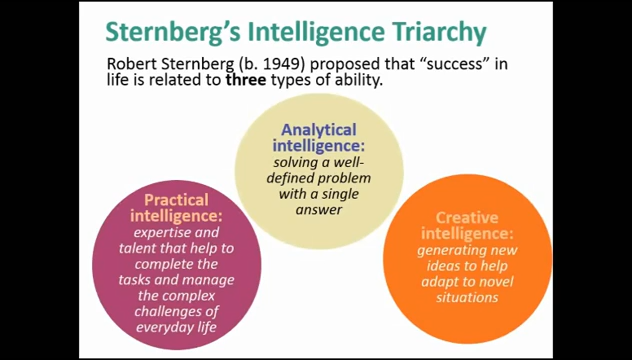 Sternberg's Intelligence Triarchy
Robert Sternberg (b. 1949) proposed that “success” in
life is related to three types of ability.
Analytical
intelligence:
solving a well-
defined problem
with a single
answer
Practical
intelligence:
expertise and
talent that help to
complete the
tasks and manage
the complex
challenges of
everyday life
Creative
intelligence:
generating new
ideas to help
adapt to novel
situations